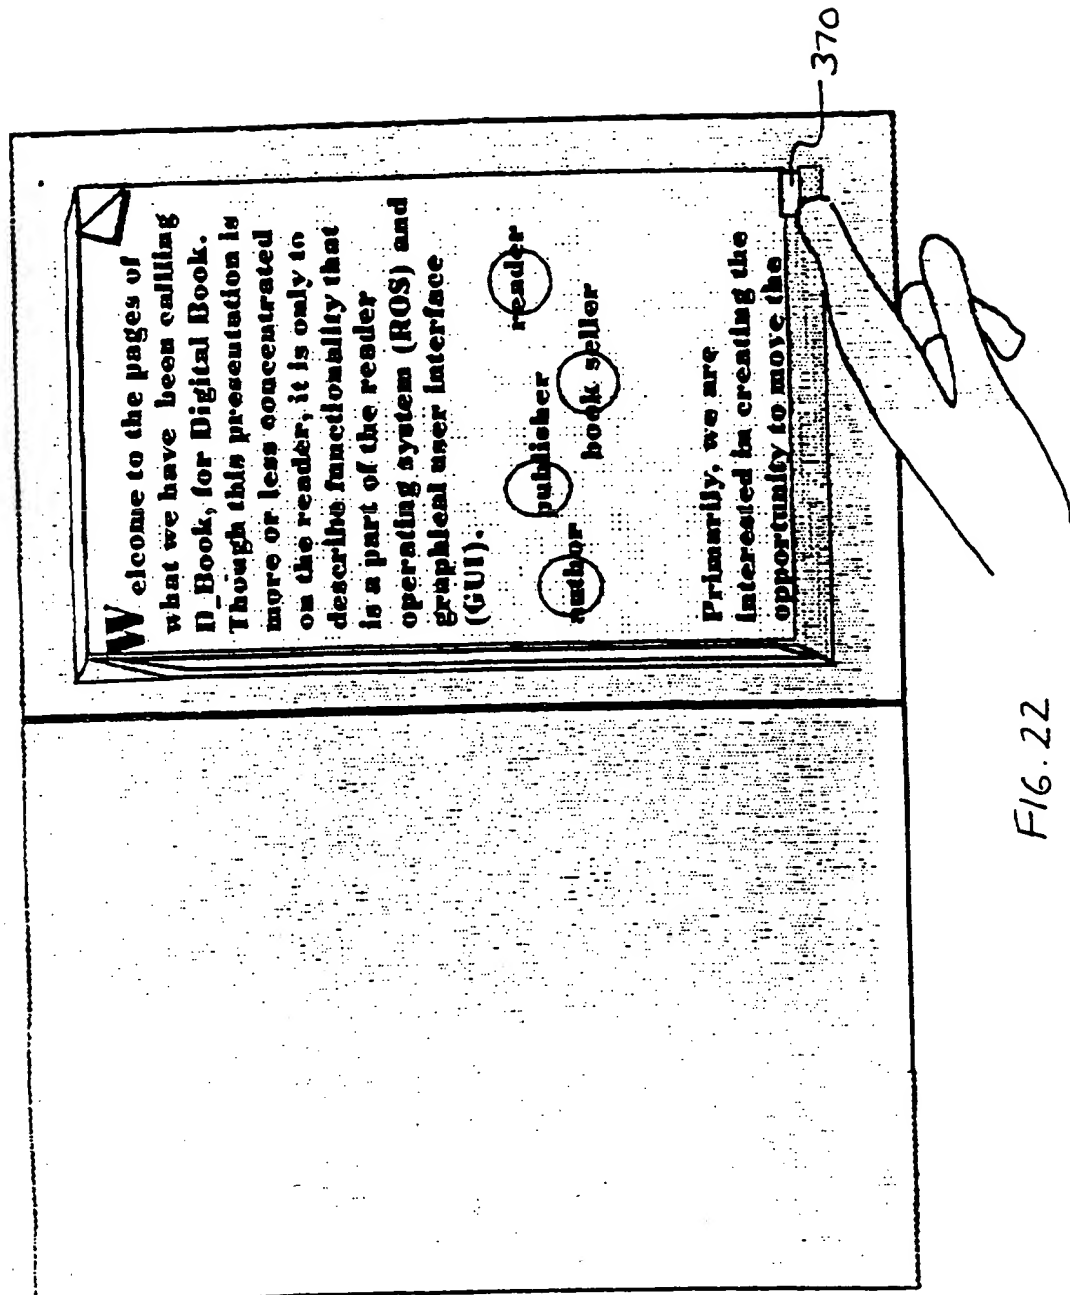 Welcome to the pages of
what we have been callling
D_Book, for Digital Book.
Though this presentation is
more or less concentrated
on the reader, it is only to
describe functionality that
is a part of the reader
operating system (ROS) and
graphical user interface
(GUI).
author publisher book seller reader
Primarily, we are
interested in creating the
opportunity to move the
370
FIG. 22